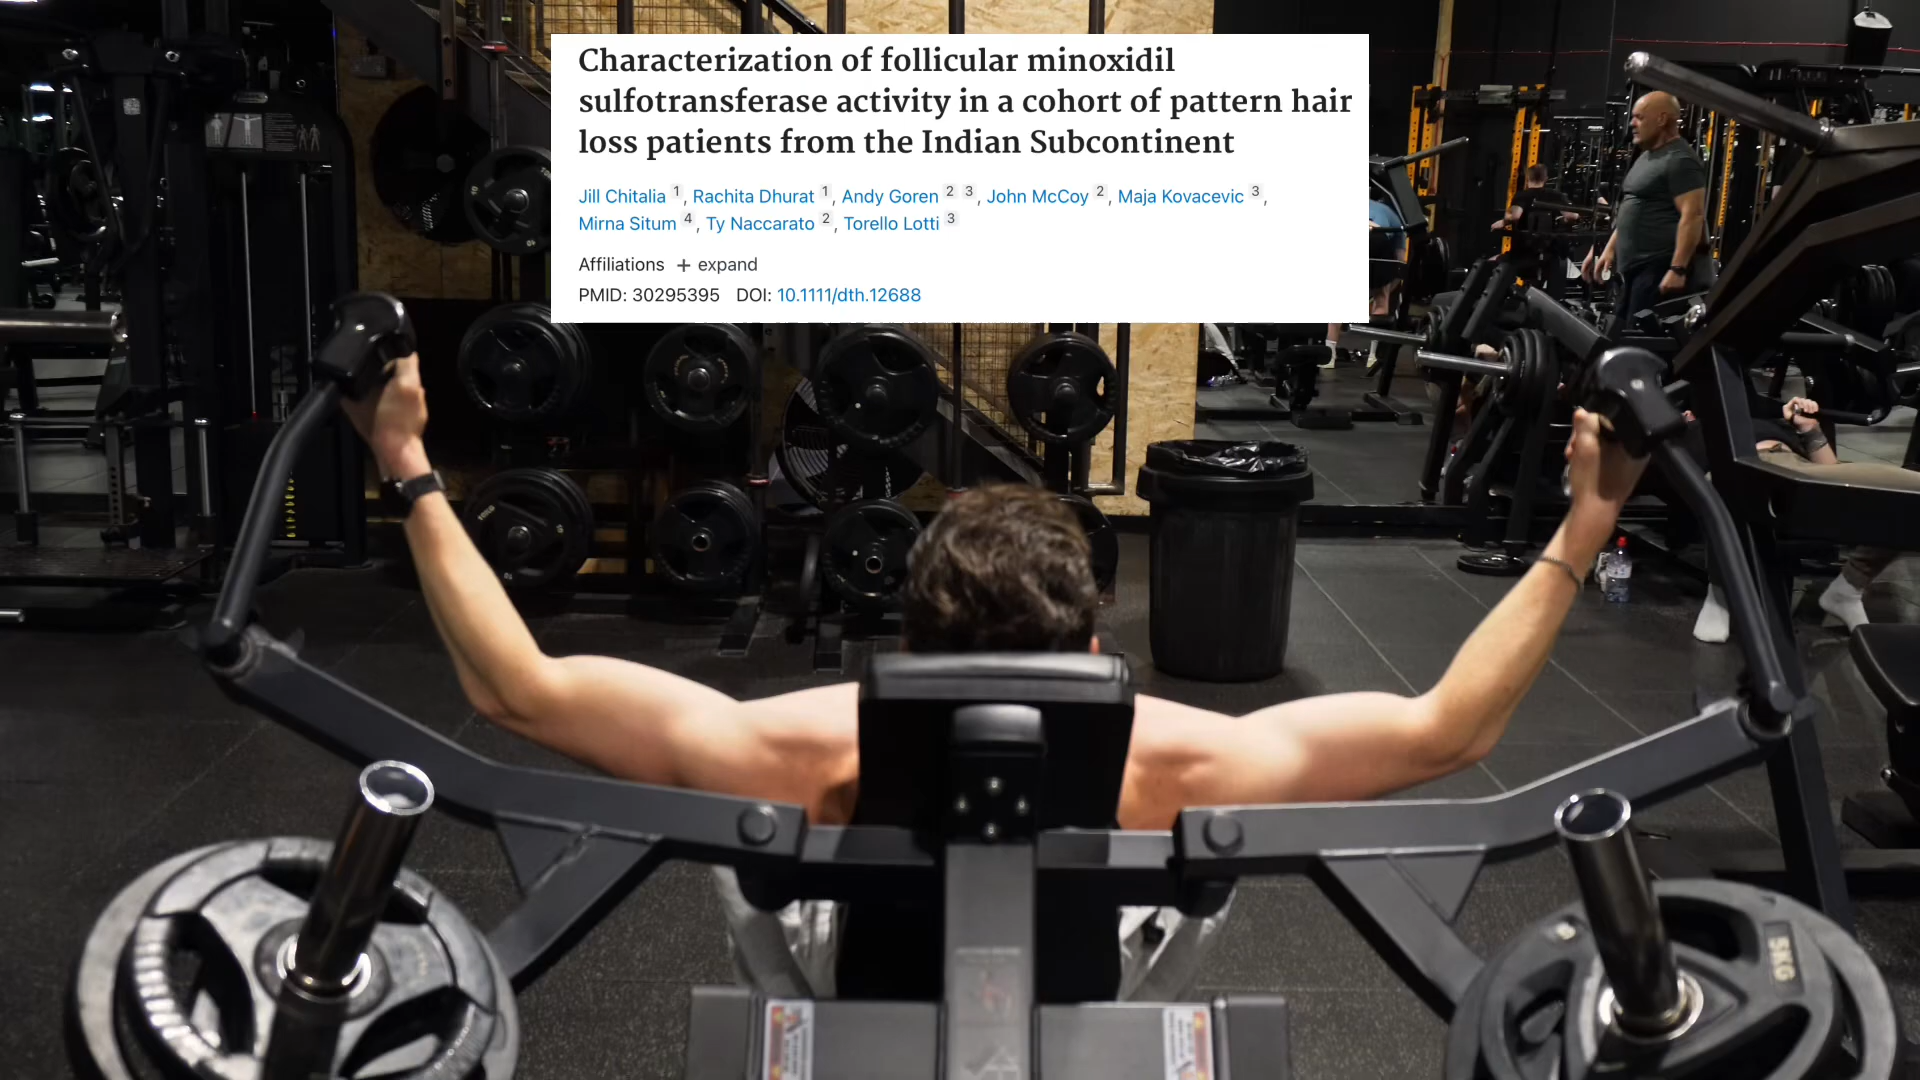 Characterization of follicular minoxidil
sulfotransferase activity in a cohort of pattern hair
loss patients from the Indian Subcontinent
Jill Chitalia 1, Rachita Dhurat 1, Andy Goren 2 3, John McCoy 2, Maja Kovacevic 3,
Mirna Situm 4, Ty Naccarato 2, Torello Lotti 3
Affiliations + expand
PMID: 30295395 DOI: 10.1111/dth.12688
5KG